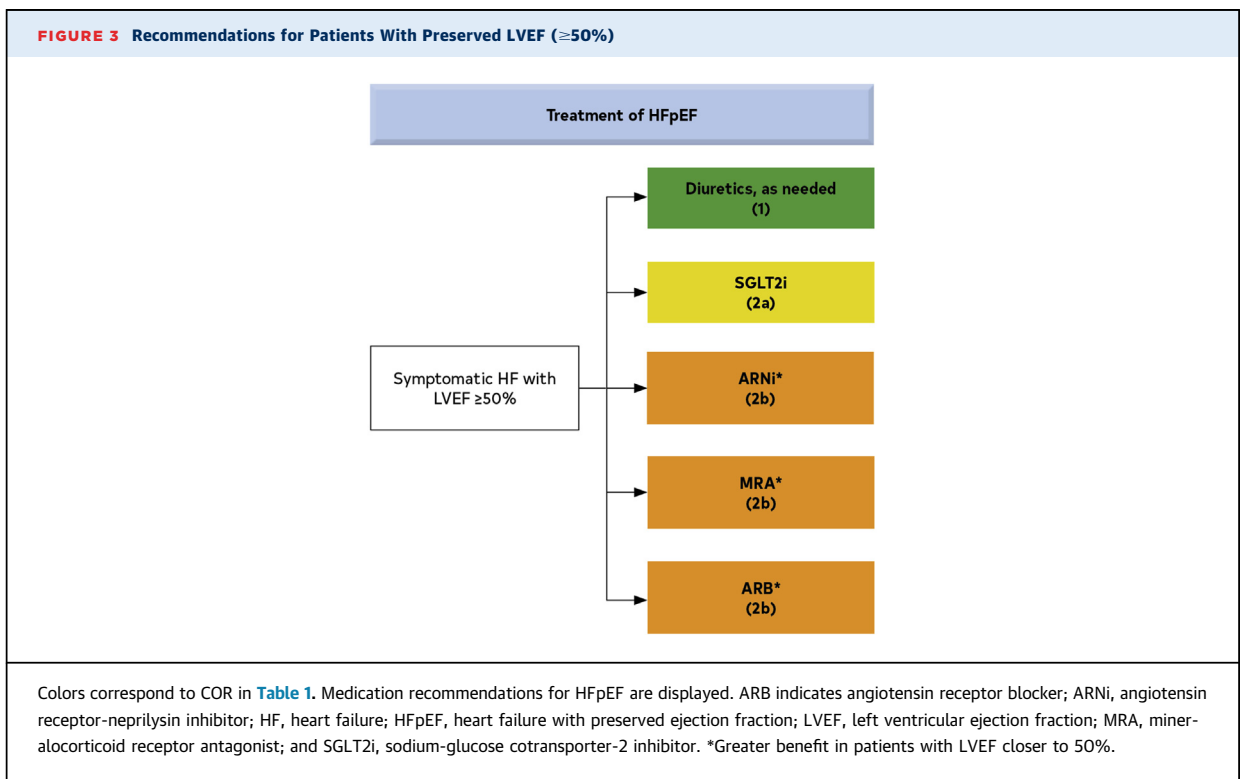 FIGURE 3 Recommendations for Patients With Preserved LVEF (≥50%)
Treatment of HFpEF
Diuretics, as needed
(1)
SGLT2i
(2a)
Symptomatic HF with
LVEF ≥50%
ARNi*
(2b)
MRA*
(2b)
ARB*
(2b)
Colors correspond to COR in Table 1. Medication recommendations for HFpEF are displayed. ARB indicates angiotensin receptor blocker; ARNi, angiotensin
receptor-neprilysin inhibitor; HF, heart failure; HFpEF, heart failure with preserved ejection fraction; LVEF, left ventricular ejection fraction; MRA, miner-
alocorticoid receptor antagonist; and SGLT2i, sodium-glucose cotransporter-2 inhibitor. *Greater benefit in patients with LVEF closer to 50%.